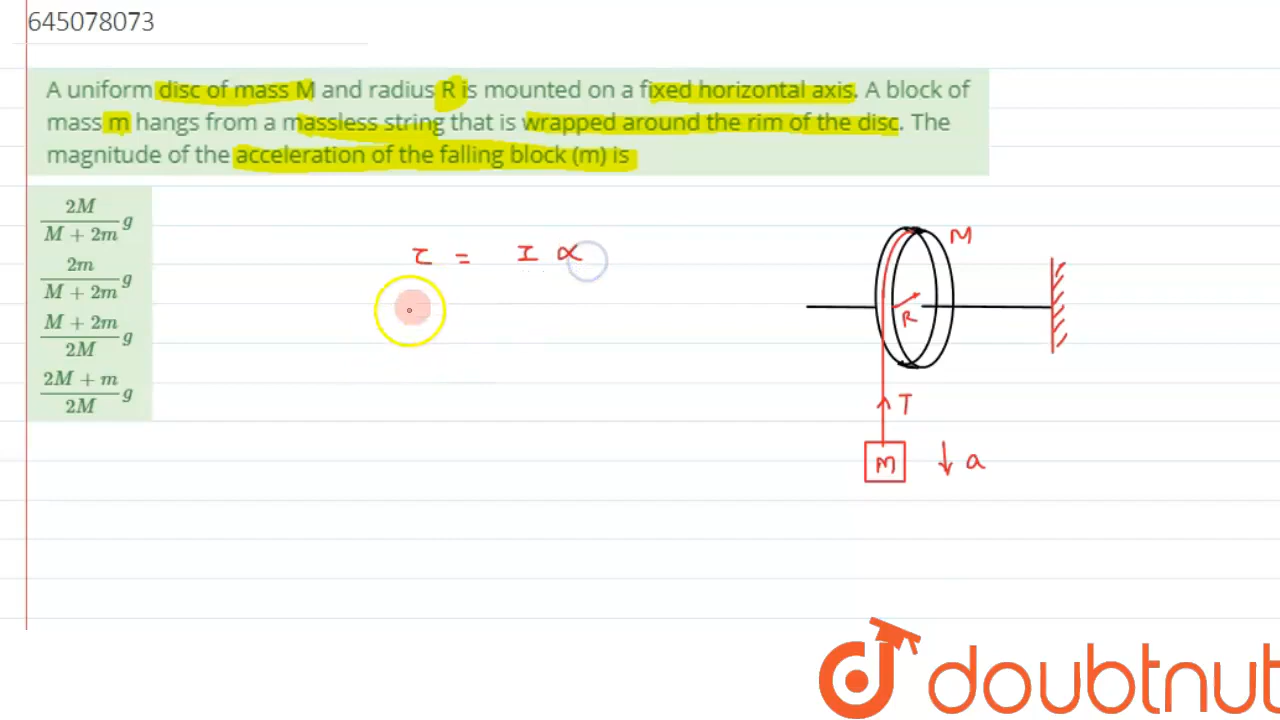 645078073
A uniform disc of mass M and radius R is mounted on a fixed horizontal axis. A block of
mass m hangs from a massless string that is wrapped around the rim of the disc. The
magnitude of the acceleration of the falling block (m) is
2M
M + 2m g
2m
M + 2m g
M + 2m
2M g
2M + m
2M g
τ = I α
M
R
T
m
a
doubtnut